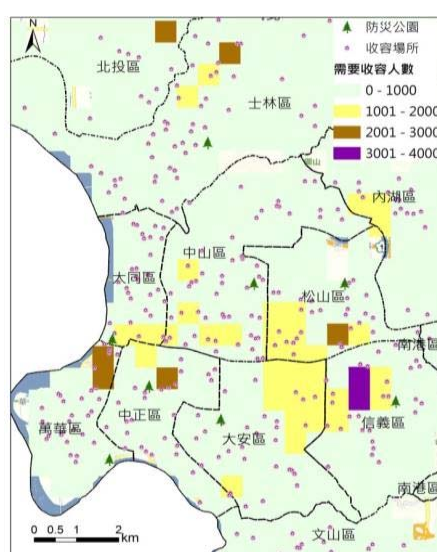 N
防災公園
收容場所
需要收容人數
0 - 1000
1001 - 2000
2001 - 3000
3001 - 4000
北投區
士林區
內湖區
中山區
大同區
松山區
南港區
萬華區
中正區
大安區
信義區
南港區
文山區
0 0.5 1 2
km